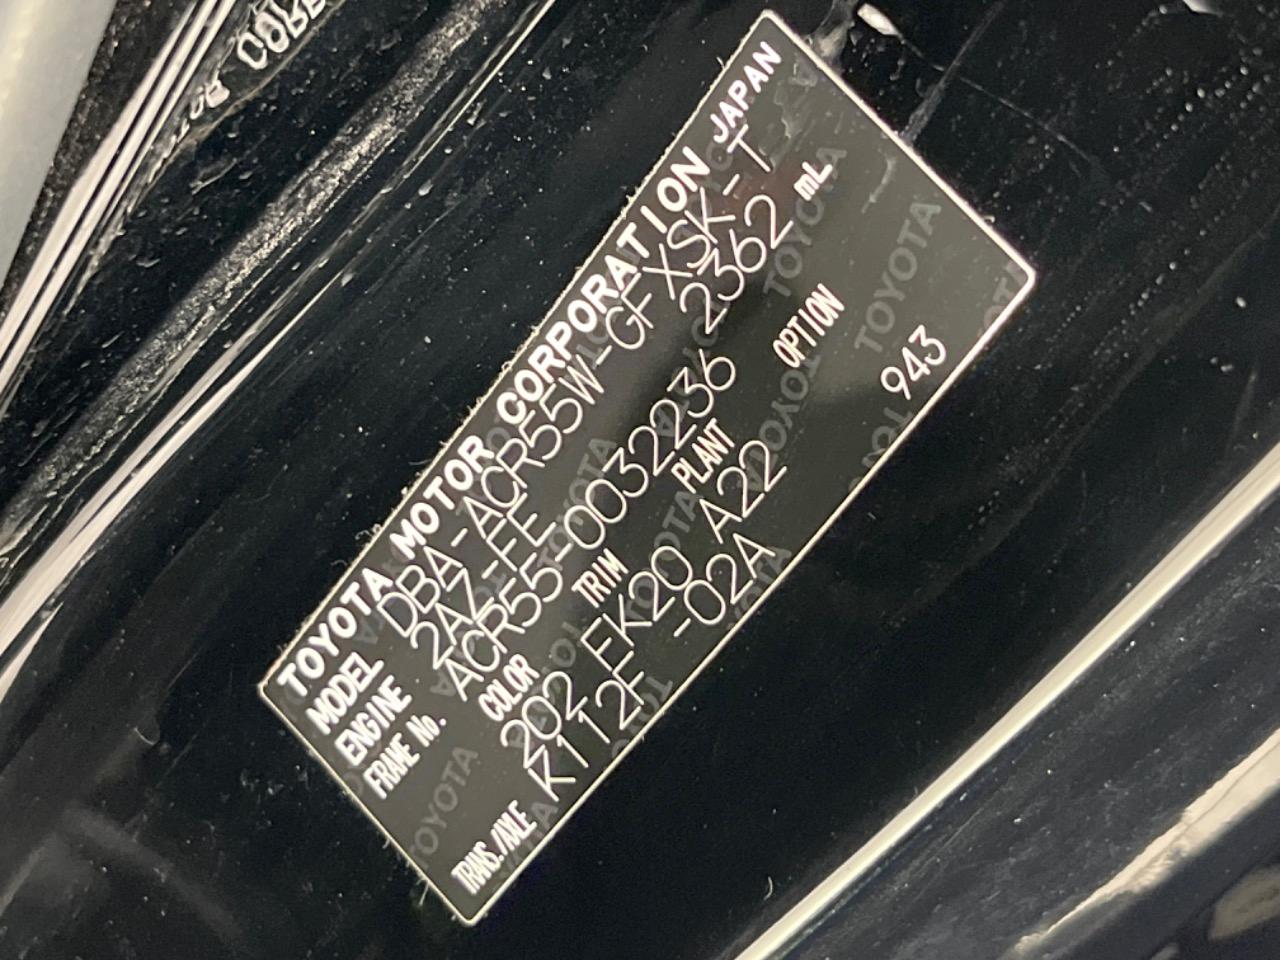 TOYOTA MOTOR CORPORATION JAPAN
MODEL DBA-ACR55W-GFXSK-T
ENGINE 2AZ-FE 2362 mL
FRAME No. ACR55-0032236
COLOR TRIM PLANT OPTION
202 FK20 A22 943
TRANS./AXLE K112F -02A